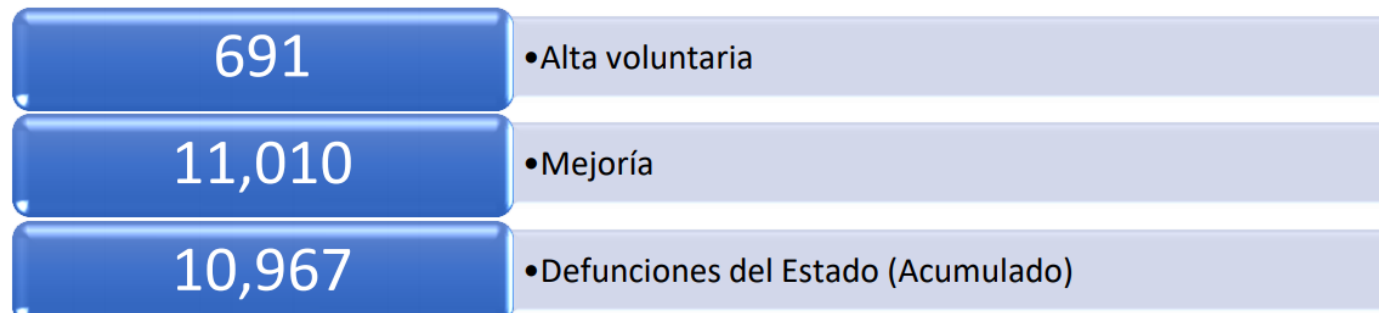 691
•Alta voluntaria
11,010
•Mejoría
10,967
•Defunciones del Estado (Acumulado)